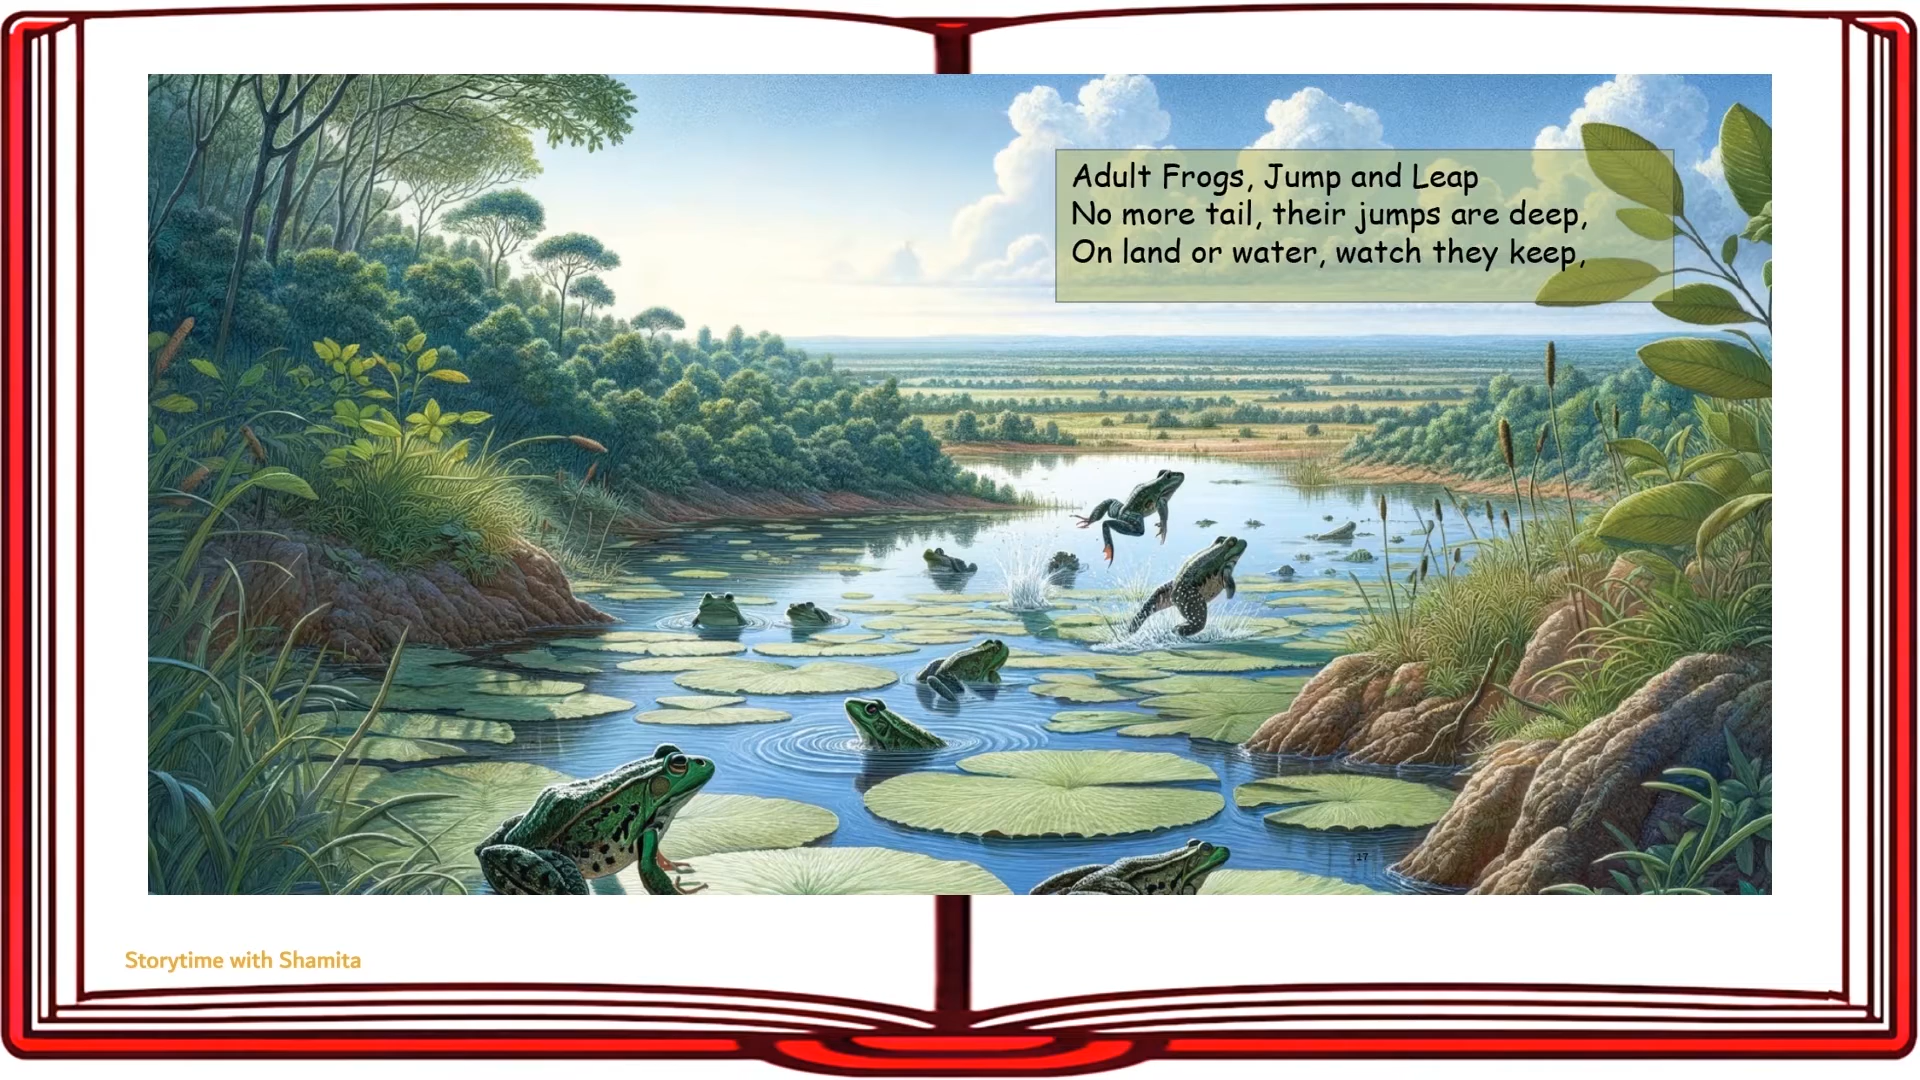 Adult Frogs, Jump and Leap
No more tail, their jumps are deep,
On land or water, watch they keep,
17
Storytime with Shamita